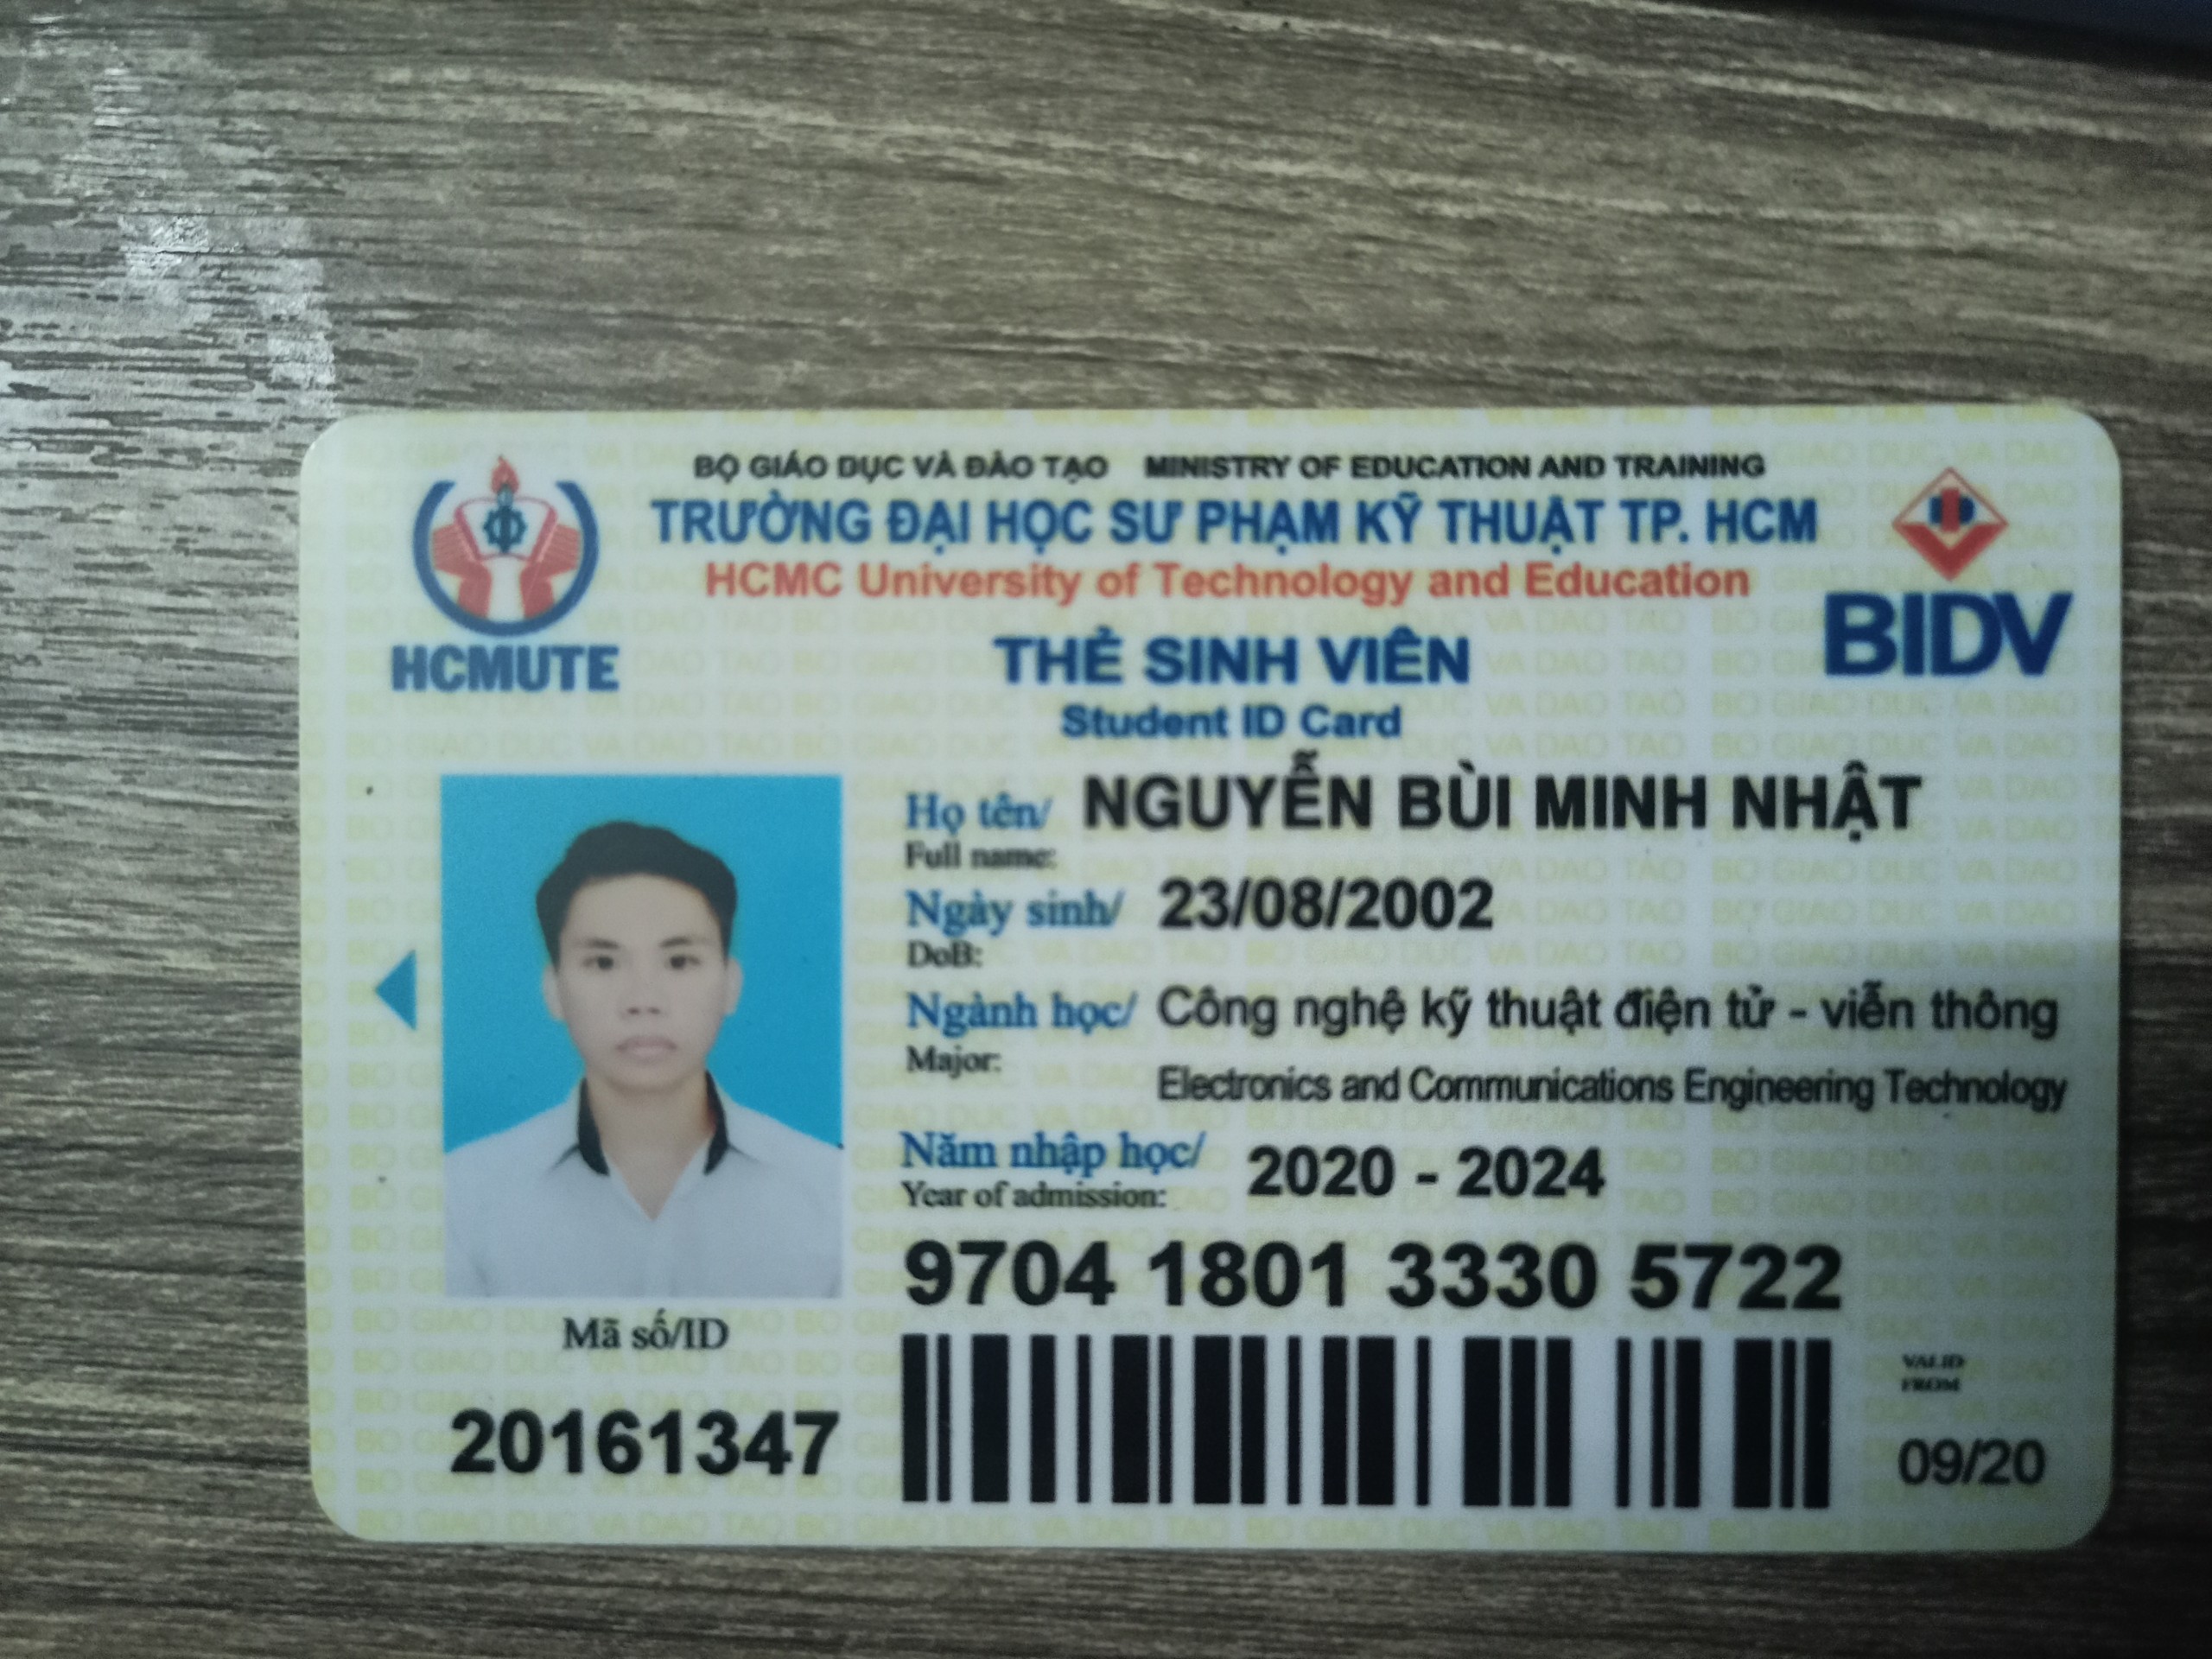 BỘ GIÁO DỤC VÀ ĐÀO TẠO MINISTRY OF EDUCATION AND TRAINING
TRƯỜNG ĐẠI HỌC SƯ PHẠM KỸ THUẬT TP. HCM
HCMC University of Technology and Education
HCMUTE
BIDV
THẺ SINH VIÊN
Student ID Card
Họ tên/ NGUYỄN BÙI MINH NHẬT
Full name:
Ngày sinh/ 23/08/2002
DoB:
Ngành học/ Công nghệ kỹ thuật điện tử - viễn thông
Major: Electronics and Communications Engineering Technology
Năm nhập học/ 2020 - 2024
Year of admission:
9704 1801 3330 5722
Mã số/ID
20161347
VALID
FROM
09/20